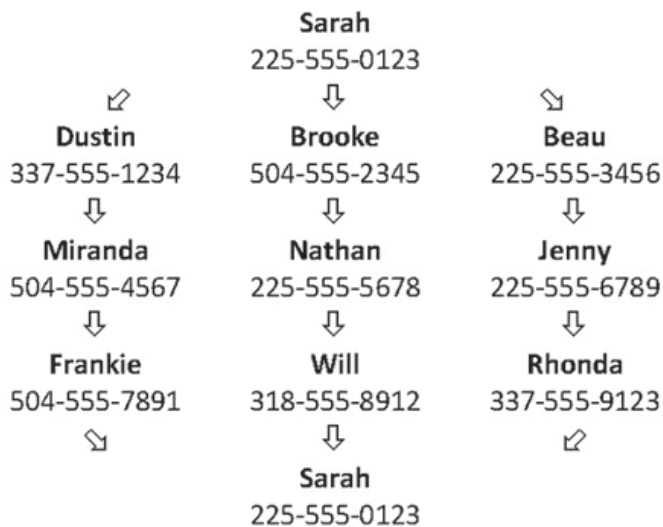 Sarah
225-555-0123
Dustin Brooke Beau
337-555-1234 504-555-2345 225-555-3456
Miranda Nathan Jenny
504-555-4567 225-555-5678 225-555-6789
Frankie Will Rhonda
504-555-7891 318-555-8912 337-555-9123
Sarah
225-555-0123